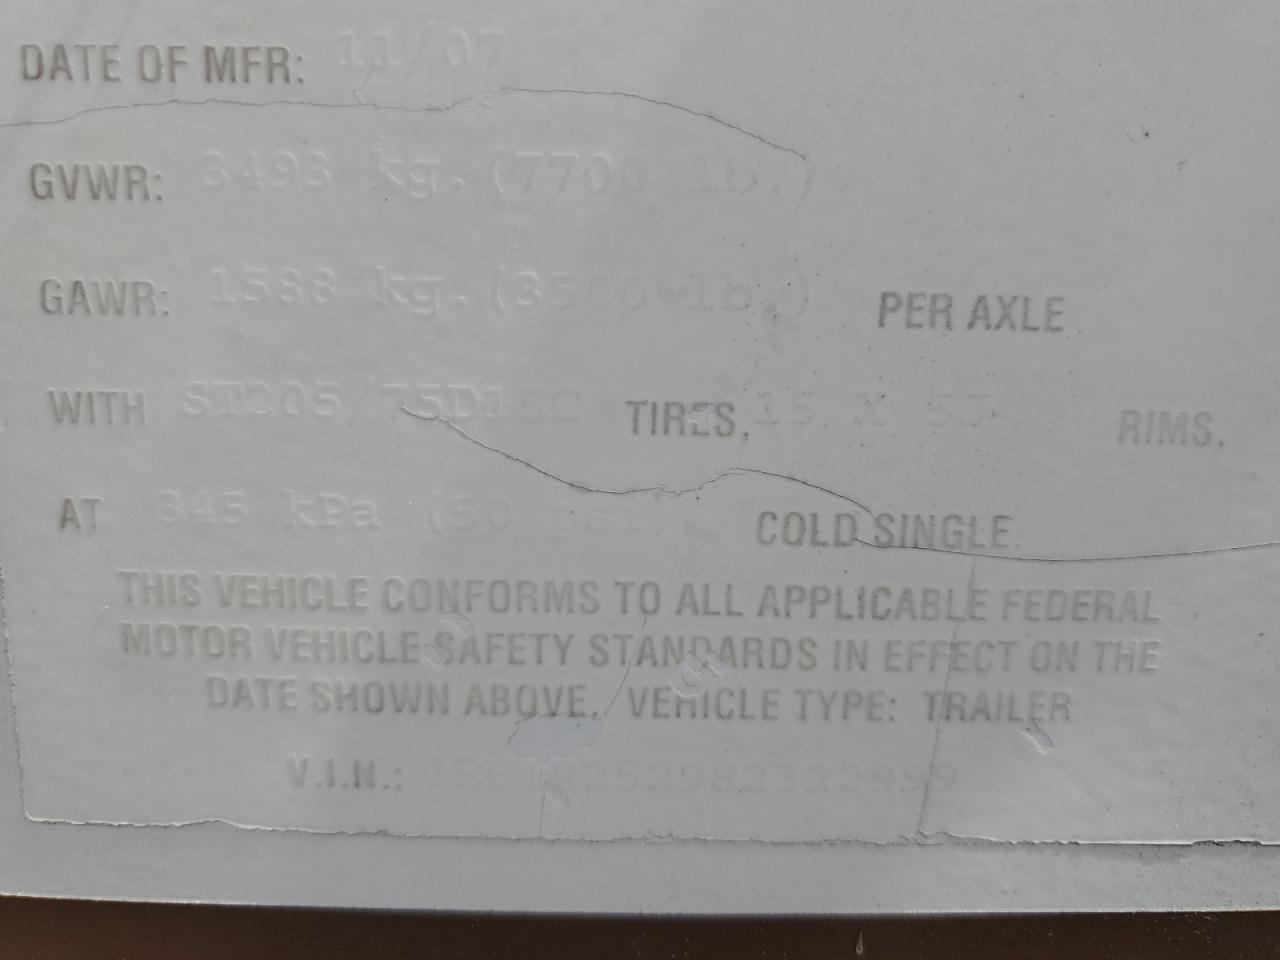 DATE OF MFR: 11/07
GVWR: 3493 kg. (7700 lb.)
GAWR: 1588 kg. (3500 lb.) PER AXLE
WITH ST205/75D15C TIRES, 15 X 5J RIMS,
AT 345 kPa (50 psi) COLD SINGLE.
THIS VEHICLE CONFORMS TO ALL APPLICABLE FEDERAL
MOTOR VEHICLE SAFETY STANDARDS IN EFFECT ON THE
DATE SHOWN ABOVE. VEHICLE TYPE: TRAILER
V.I.N.: